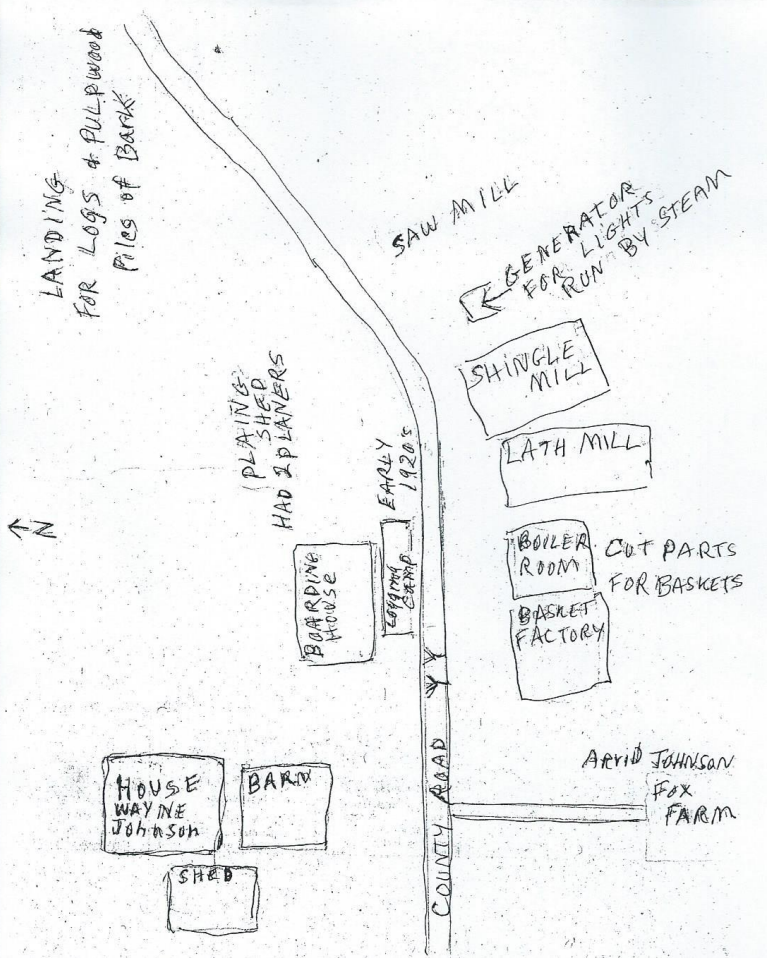 LANDING
FOR LOGS & PULPWOOD
Piles of Bark
SAW MILL
GENERATOR
FOR LIGHTS
RUN BY STEAM
SHINGLE
MILL
LATH MILL
PLAING
SHED
HAD 2 PLANERS
EARLY
1920's
N
BOARDING
HOUSE
Logging
CAMP
BOILER
ROOM
CUT PARTS
FOR BASKETS
BASKET
FACTORY
COUNTY ROAD YY
HOUSE
WAYNE
Johnson
BARN
SHED
ARVID JOHNSON
FOX
FARM